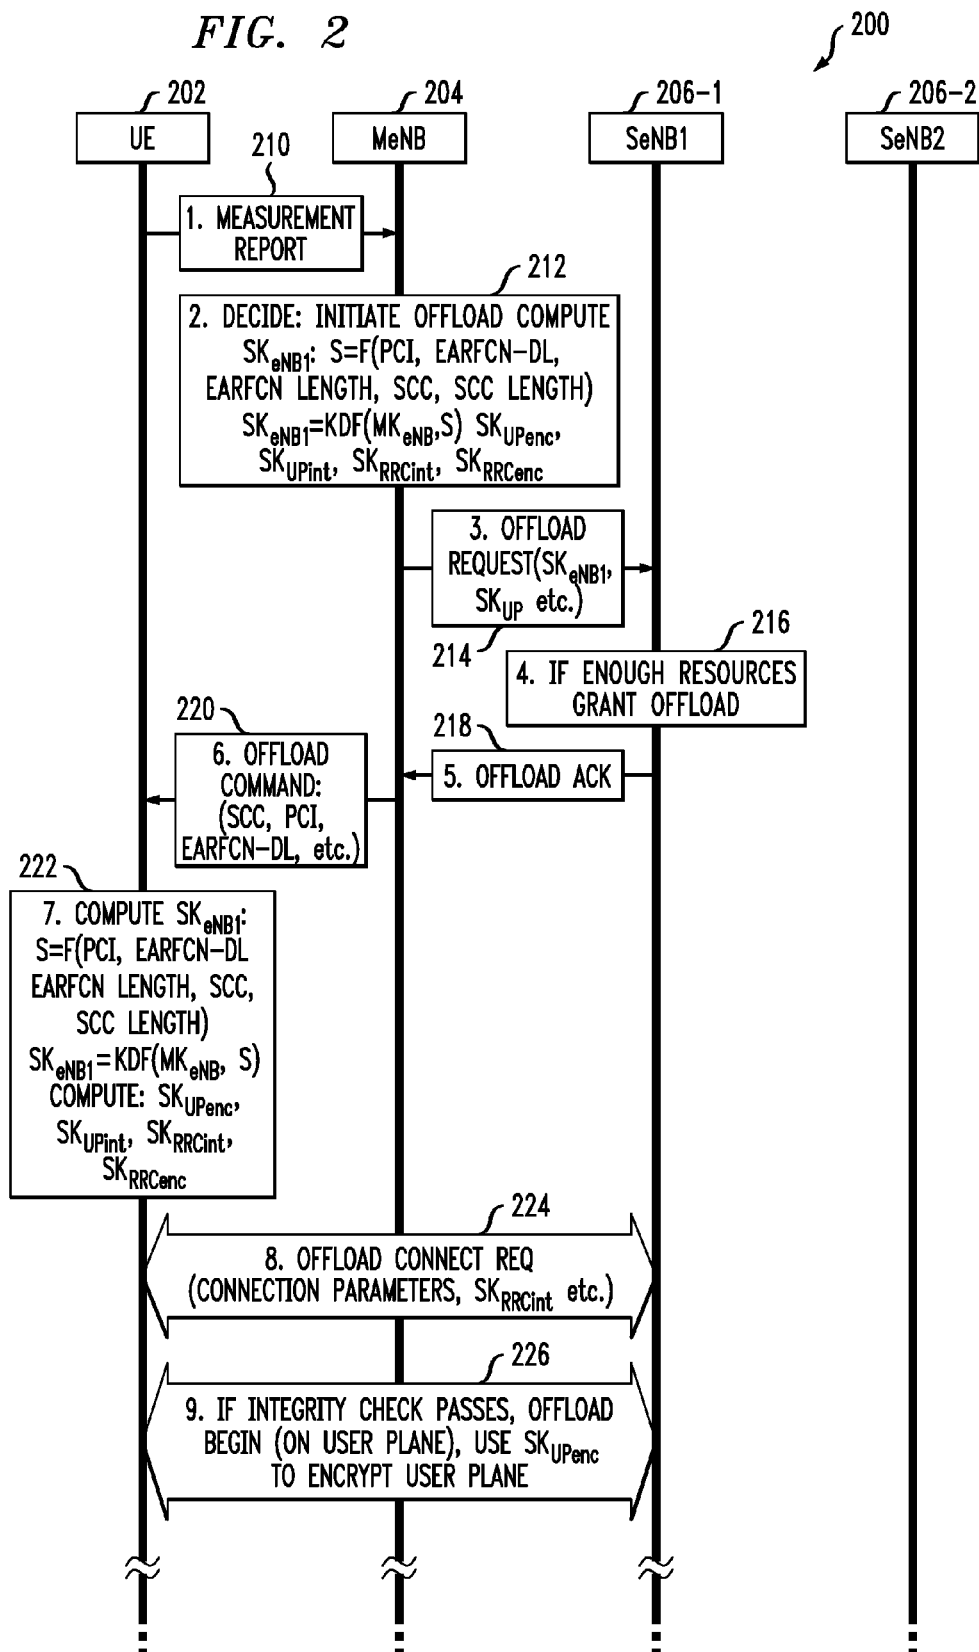 FIG. 2
200
202
204
206-1
206-2
UE
MeNB
SeNB1
SeNB2
210
1. MEASUREMENT
REPORT
212
2. DECIDE: INITIATE OFFLOAD COMPUTE
SKeNB1: S=F(PCI, EARFCN-DL,
EARFCN LENGTH, SCC, SCC LENGTH)
SKeNB1=KDF(MKeNB,S) SKUPenc,
SKUPint, SKRRCint, SKRRCenc
3. OFFLOAD
REQUEST(SKeNB1,
SKUP etc.)
214
216
4. IF ENOUGH RESOURCES
GRANT OFFLOAD
218
5. OFFLOAD ACK
220
6. OFFLOAD
COMMAND:
(SCC, PCI,
EARFCN-DL, etc.)
222
7. COMPUTE SKeNB1:
S=F(PCI, EARFCN-DL
EARFCN LENGTH, SCC,
SCC LENGTH)
SKeNB1=KDF(MKeNB, S)
COMPUTE: SKUPenc,
SKUPint, SKRRCint,
SKRRCenc
224
8. OFFLOAD CONNECT REQ
(CONNECTION PARAMETERS, SKRRCint etc.)
226
9. IF INTEGRITY CHECK PASSES, OFFLOAD
BEGIN (ON USER PLANE), USE SKUPenc
TO ENCRYPT USER PLANE